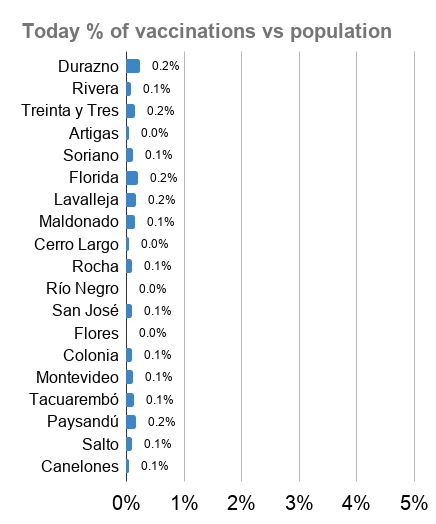 Today % of vaccinations vs population
Durazno 0.2%
Rivera 0.1%
Treinta y Tres 0.2%
Artigas 0.0%
Soriano 0.1%
Florida 0.2%
Lavalleja 0.2%
Maldonado 0.1%
Cerro Largo 0.0%
Rocha 0.1%
Río Negro 0.0%
San José 0.1%
Flores 0.0%
Colonia 0.1%
Montevideo 0.1%
Tacuarembó 0.1%
Paysandú 0.2%
Salto 0.1%
Canelones 0.1%
0% 1% 2% 3% 4% 5%